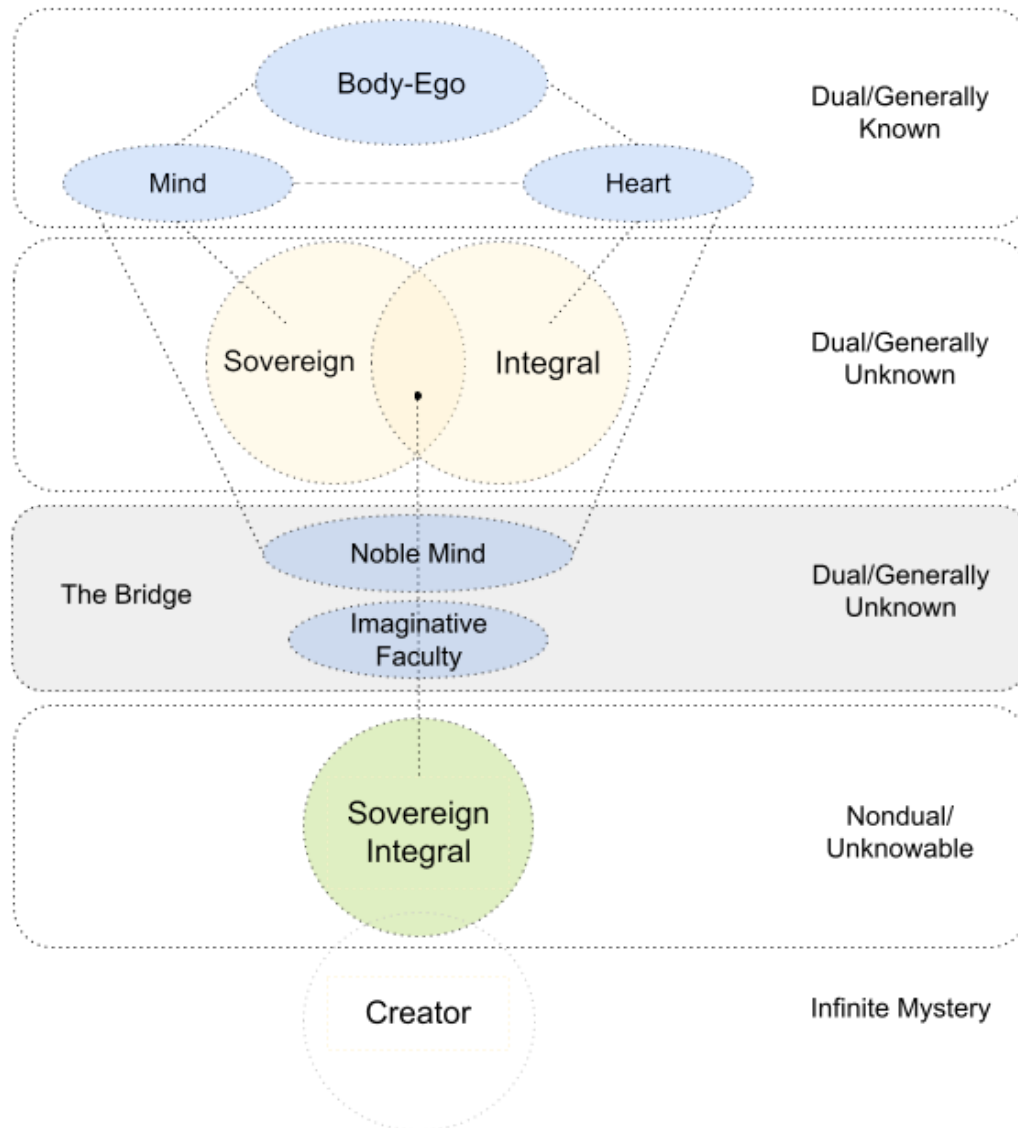 Body-Ego
Dual/Generally
Known
Mind
Heart
Sovereign
Integral
Dual/Generally
Unknown
The Bridge
Noble Mind
Imaginative
Faculty
Dual/Generally
Unknown
Sovereign
Integral
Nondual/
Unknowable
Creator
Infinite Mystery